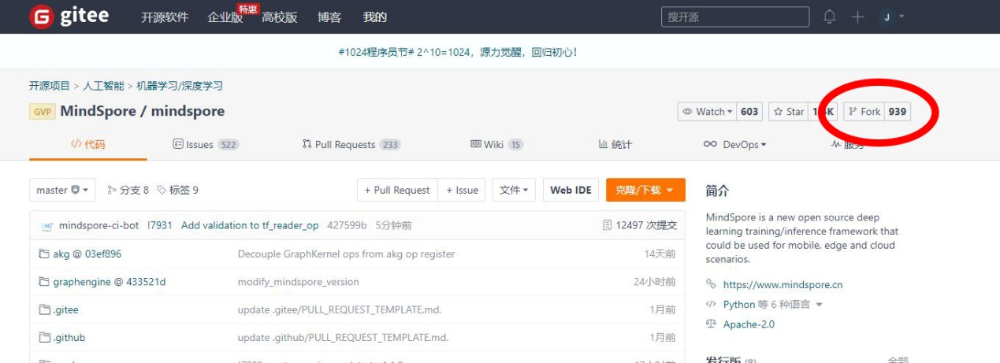 gitee 开源软件 企业版 特惠 高校版 博客 我的 搜开源 J
#1024程序员节# 2^10=1024，源力觉醒，回归初心！
开源项目 > 人工智能 > 机器学习/深度学习
GVP MindSpore / mindspore Watch 603 Star Fork 939
代码 Issues 522 Pull Requests 233 Wiki 15 统计 DevOps 服务
master 分支 8 标签 9 + Pull Request + Issue 文件 Web IDE 克隆/下载
简介
mindspore-ci-bot !7931 Add validation to tf_reader_op 427599b 5分钟前 12497 次提交
akg @ 03ef896 Decouple GraphKernel ops from akg op register 14天前
graphengine @ 433521d modify_mindspore_version 24小时前
.gitee update .gitee/PULL_REQUEST_TEMPLATE.md. 1月前
.github update .github/PULL_REQUEST_TEMPLATE.md. 1月前
MindSpore is a new open source deep
learning training/inference framework that
could be used for mobile, edge and cloud
scenarios.
https://www.mindspore.cn
Python 等 6 种语言
Apache-2.0
发行版 (8) 全部